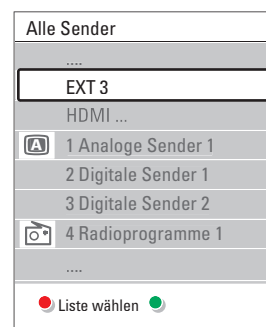 Alle Sender
....
EXT 3
HDMI ...
A 1 Analoge Sender 1
2 Digitale Sender 1
3 Digitale Sender 2
4 Radioprogramme 1
....
Liste wählen